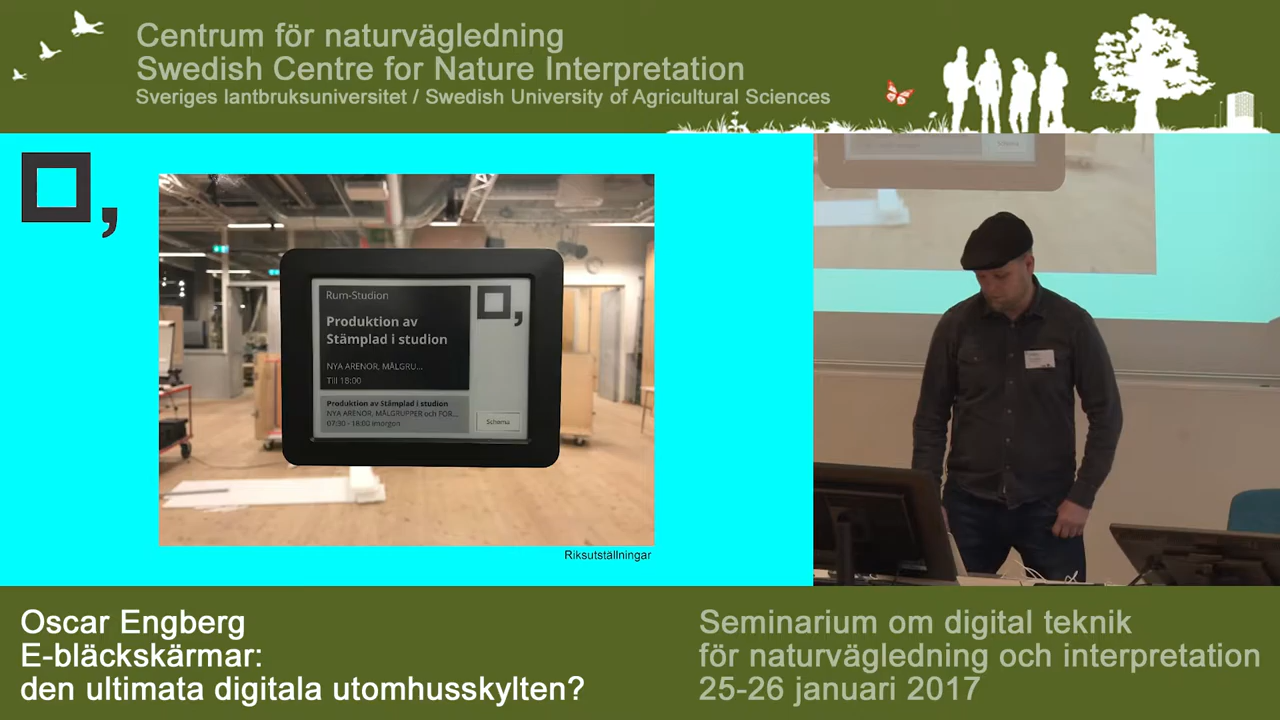 Centrum för naturvägledning
Swedish Centre for Nature Interpretation
Sveriges lantbruksuniversitet / Swedish University of Agricultural Sciences
Rum-Studion
Produktion av
Stämplad i studion
NYA ARENOR, MÅLGRU...
Till 18:00
Produktion av Stämplad i studion
NYA ARENOR, MÅLGRUPPER och FOR...
07:30 - 18:00 imorgon
Schema
Riksutställningar
Oscar Engberg
E-bläckskärmar:
den ultimata digitala utomhusskylten?
Seminarium om digital teknik
för naturvägledning och interpretation
25-26 januari 2017